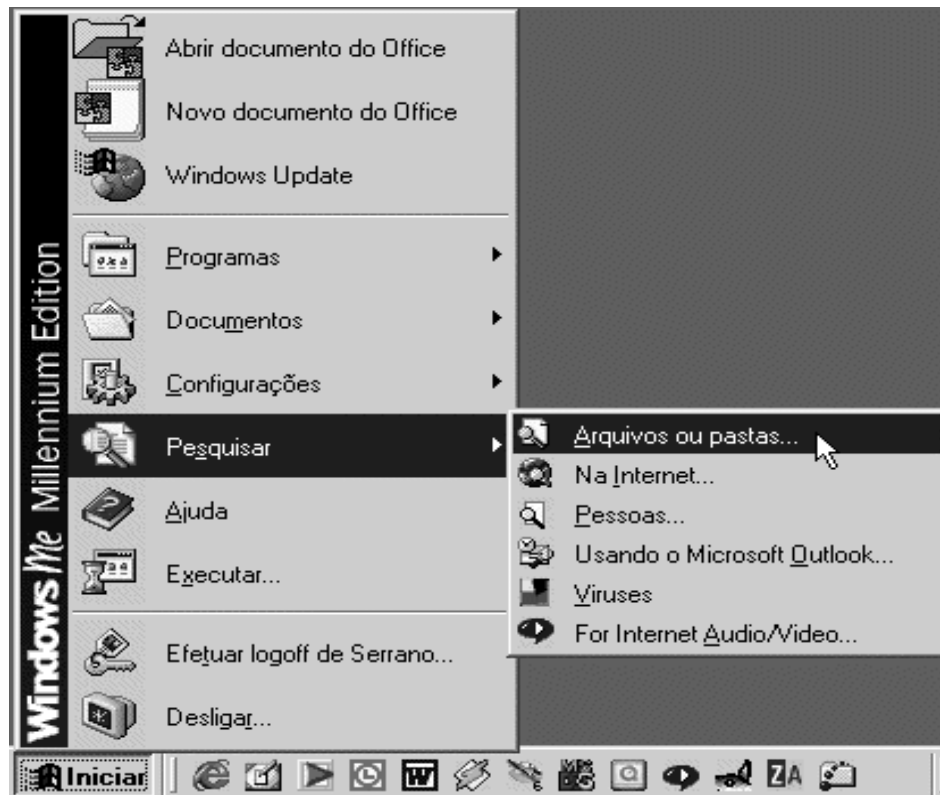 Abrir documento do Office
Novo documento do Office
Windows Update
Programas
Documentos
Configurações
Pesquisar
Ajuda
Executar...
Efetuar logoff de Serrano...
Desligar...
Windows Me Millennium Edition
Arquivos ou pastas...
Na Internet...
Pessoas...
Usando o Microsoft Outlook...
Viruses
For Internet Audio/Video...
Iniciar
W
ZA